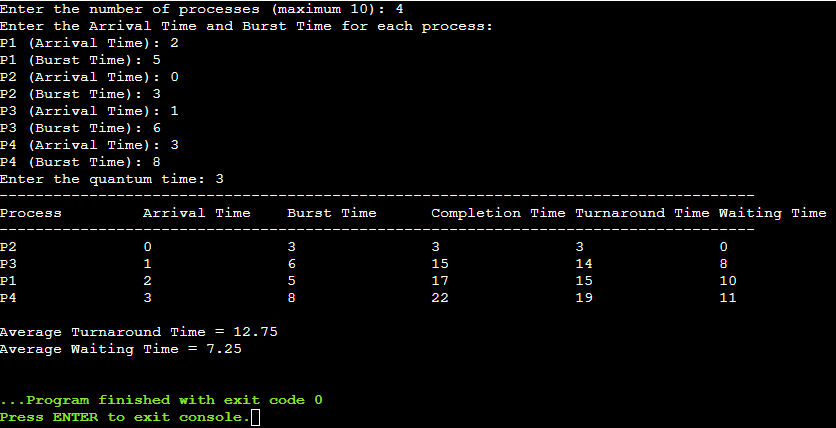 Enter the number of processes (maximum 10): 4
Enter the Arrival Time and Burst Time for each process:
P1 (Arrival Time): 2
P1 (Burst Time): 5
P2 (Arrival Time): 0
P2 (Burst Time): 3
P3 (Arrival Time): 1
P3 (Burst Time): 6
P4 (Arrival Time): 3
P4 (Burst Time): 8
Enter the quantum time: 3
------------------------------------------------------------------------------------
Process Arrival Time Burst Time Completion Time Turnaround Time Waiting Time
------------------------------------------------------------------------------------
P2 0 3 3 3 0
P3 1 6 15 14 8
P1 2 5 17 15 10
P4 3 8 22 19 11
Average Turnaround Time = 12.75
Average Waiting Time = 7.25
...Program finished with exit code 0
Press ENTER to exit console.